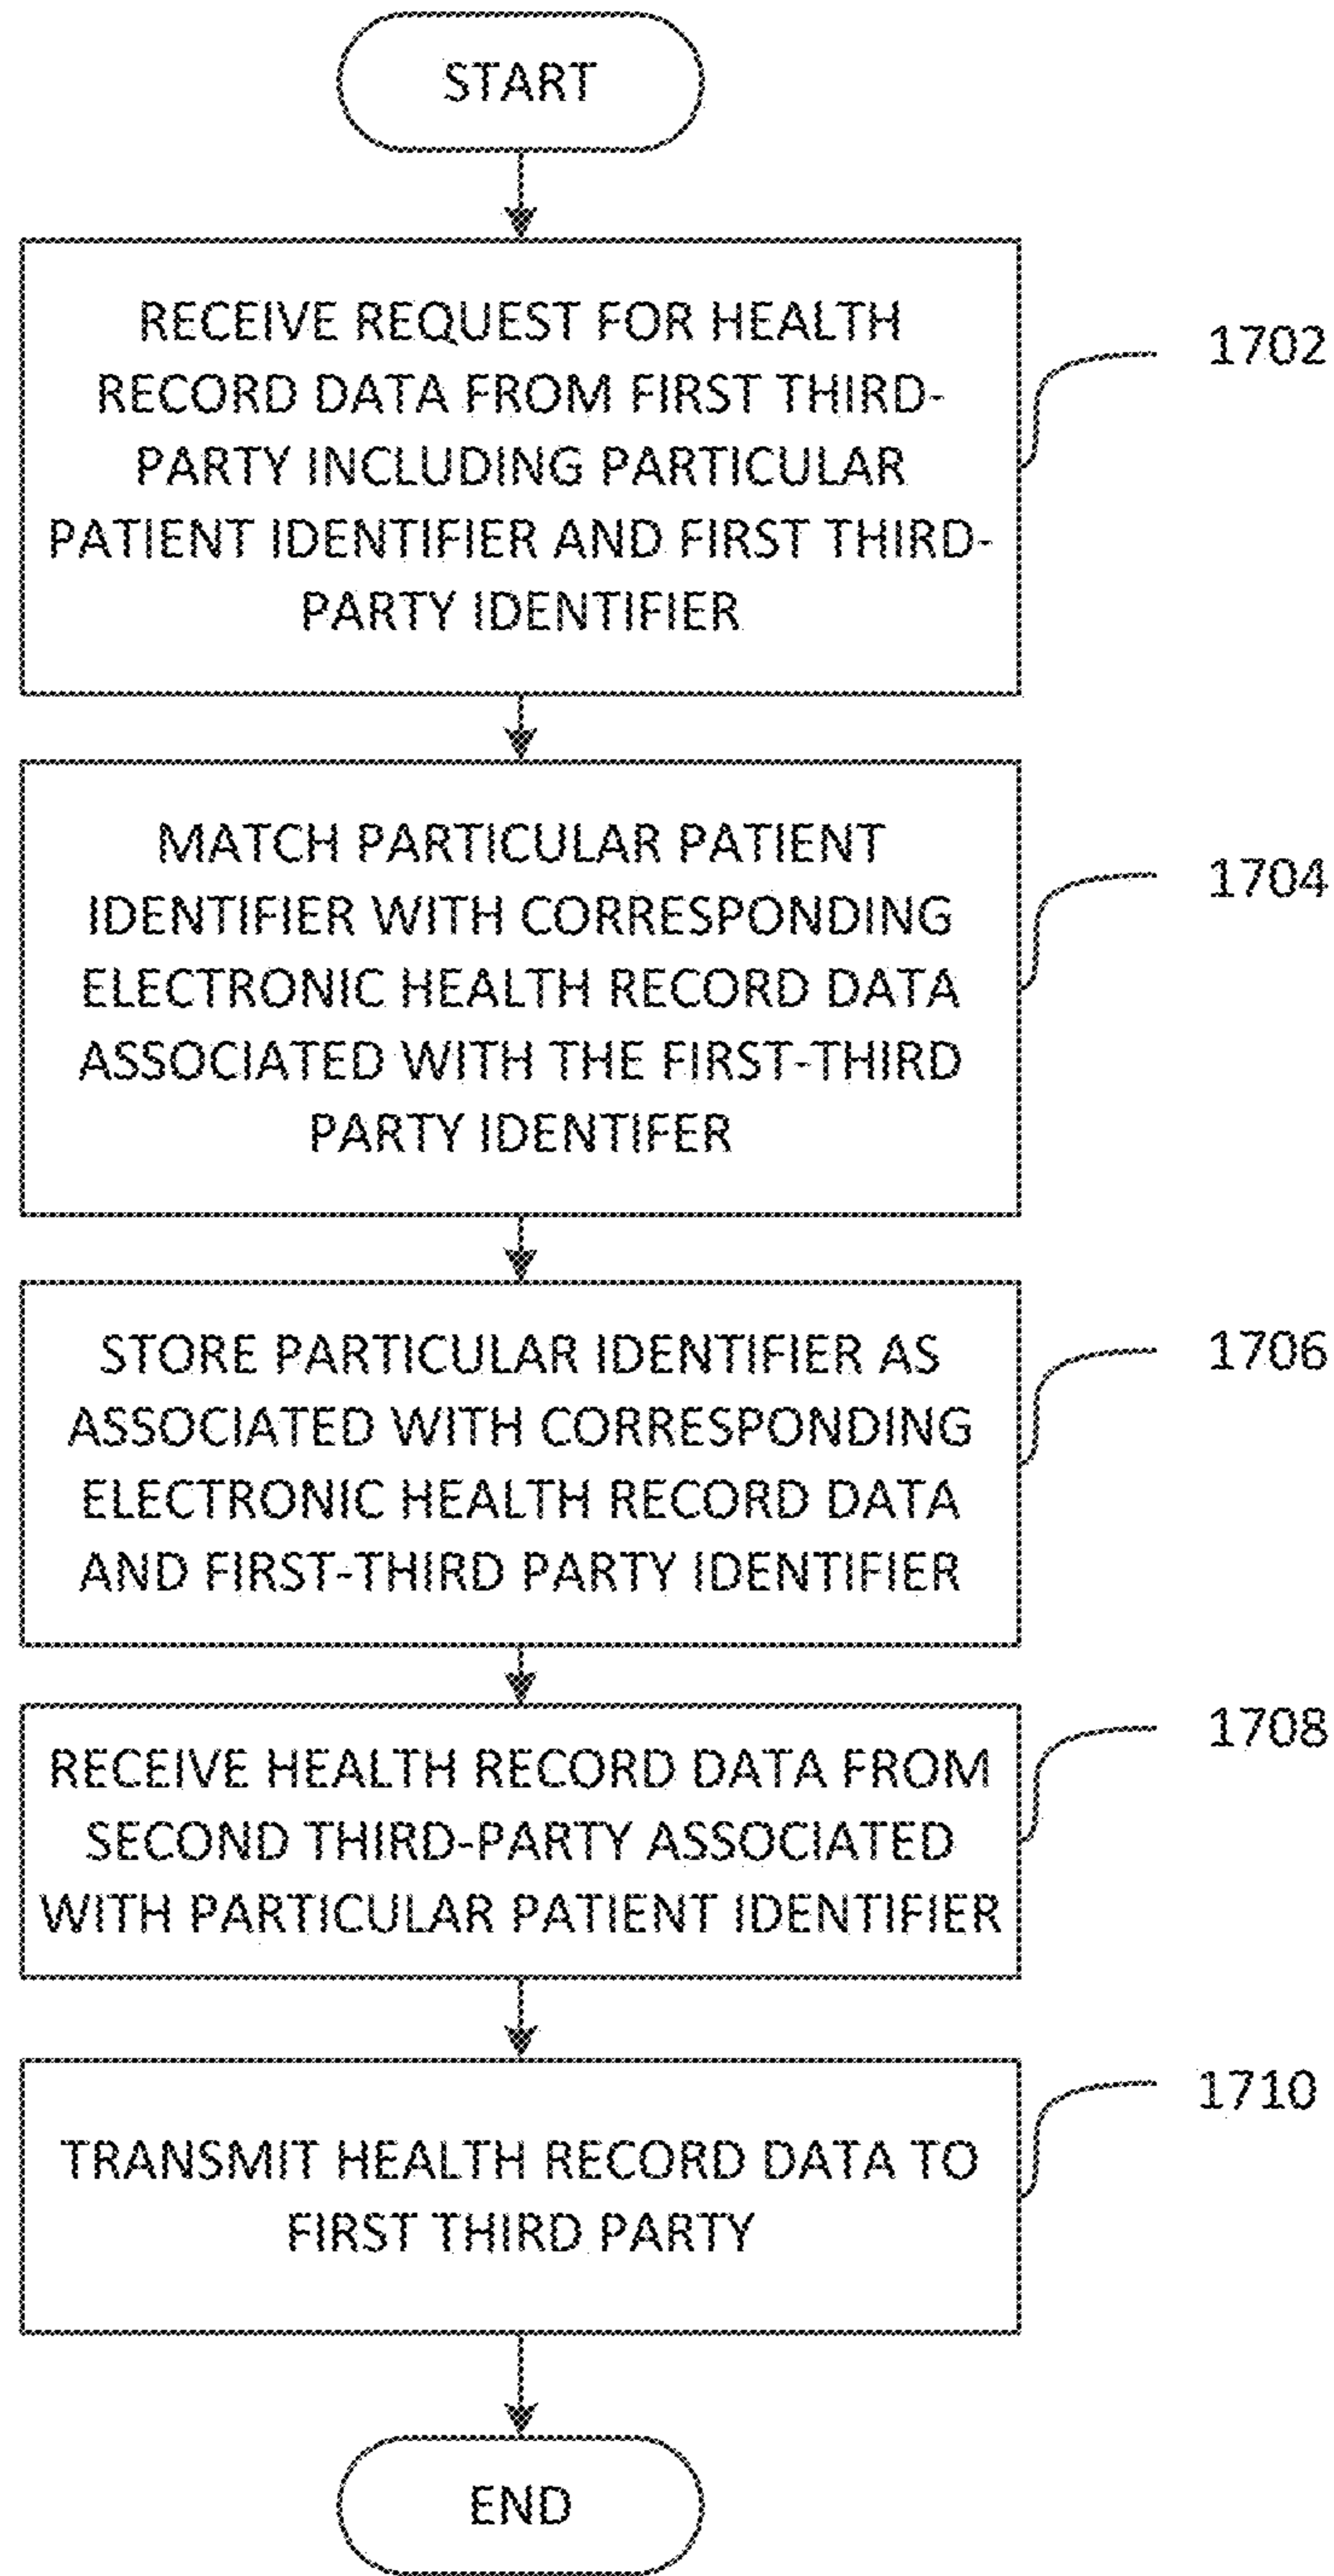 START
RECEIVE REQUEST FOR HEALTH
RECORD DATA FROM FIRST THIRD-
PARTY INCLUDING PARTICULAR
PATIENT IDENTIFIER AND FIRST THIRD-
PARTY IDENTIFIER
1702
MATCH PARTICULAR PATIENT
IDENTIFIER WITH CORRESPONDING
ELECTRONIC HEALTH RECORD DATA
ASSOCIATED WITH THE FIRST-THIRD
PARTY IDENTIFER
1704
STORE PARTICULAR IDENTIFIER AS
ASSOCIATED WITH CORRESPONDING
ELECTRONIC HEALTH RECORD DATA
AND FIRST-THIRD PARTY IDENTIFIER
1706
RECEIVE HEALTH RECORD DATA FROM
SECOND THIRD-PARTY ASSOCIATED
WITH PARTICULAR PATIENT IDENTIFIER
1708
TRANSMIT HEALTH RECORD DATA TO
FIRST THIRD PARTY
1710
END